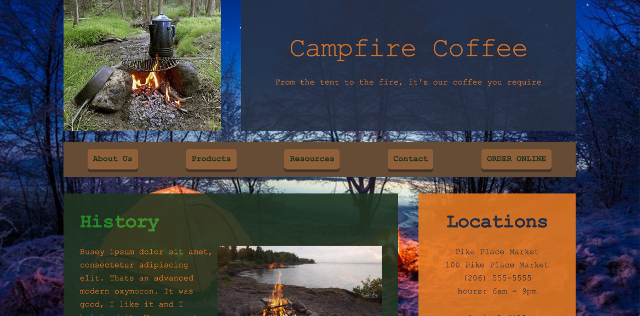 Campfire Coffee
From the tent to the fire, it's our coffee you require
About Us
Products
Resources
Contact
ORDER ONLINE
History
Busey ipsum dolor sit amet,
consectetur adipiscing
elit. Thats an advanced
modern oxymoron. It was
good, I like it and I
Locations
Pike Place Market
100 Pike Place Market
(206) 555-5555
hours: 6am - 9pm